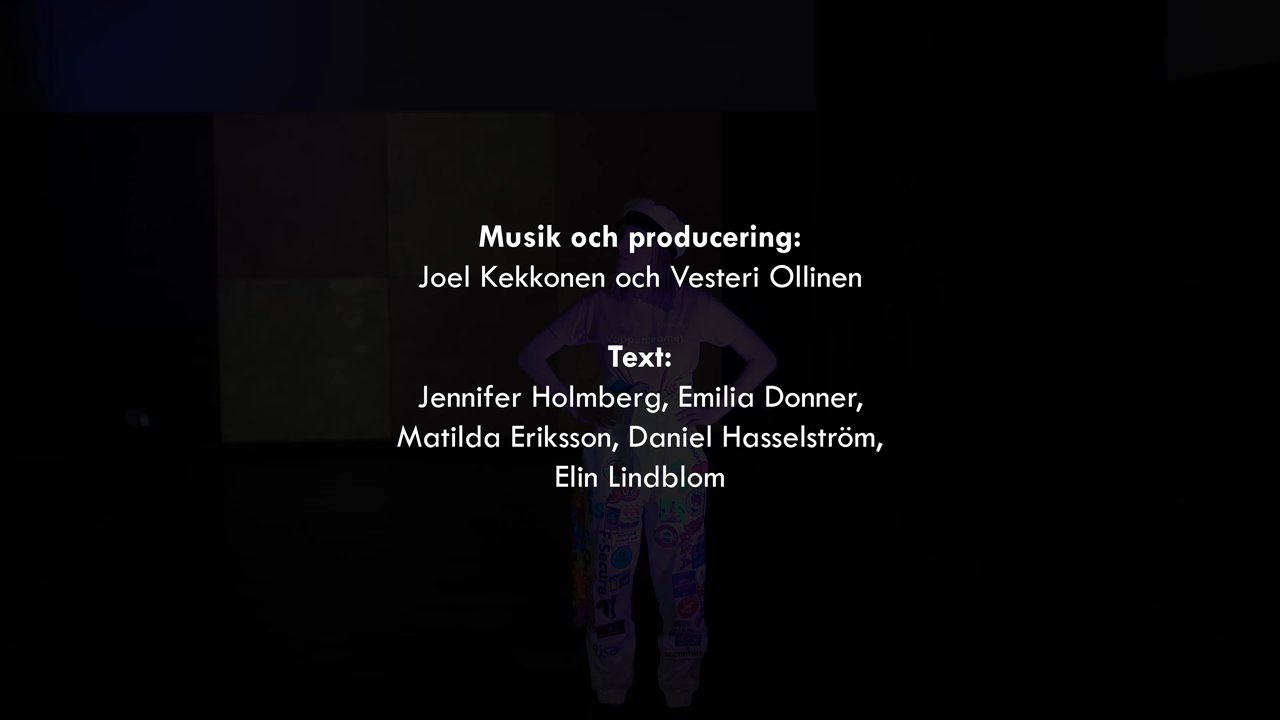 Musik och producering:
Joel Kekkonen och Vesteri Ollinen
Text:
Jennifer Holmberg, Emilia Donner,
Matilda Eriksson, Daniel Hasselström,
Elin Lindblom
F-Secure